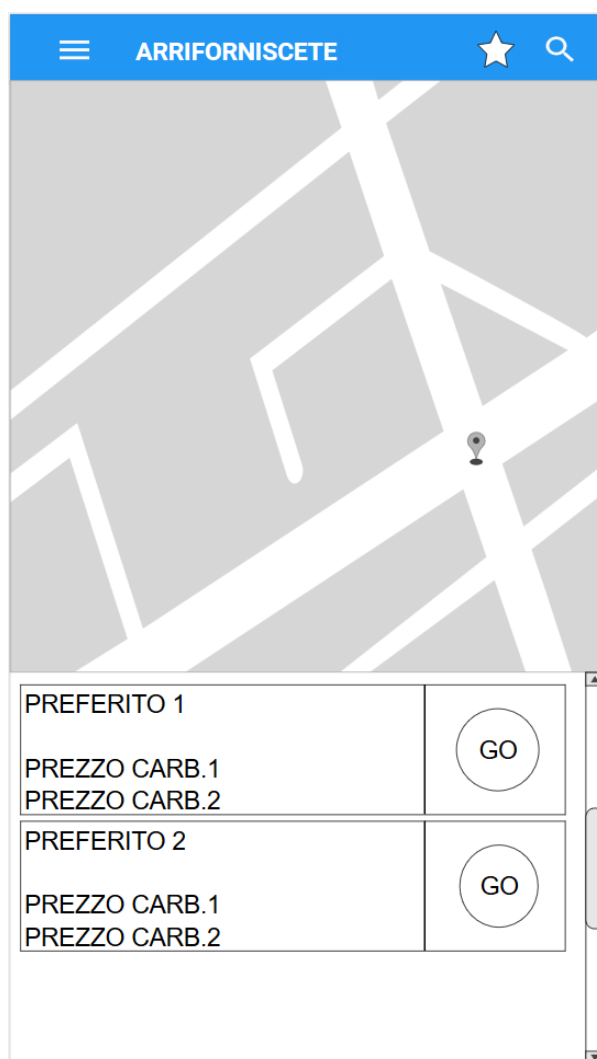 ARRIFORNISCETE
PREFERITO 1
PREZZO CARB.1
PREZZO CARB.2
GO
PREFERITO 2
PREZZO CARB.1
PREZZO CARB.2
GO